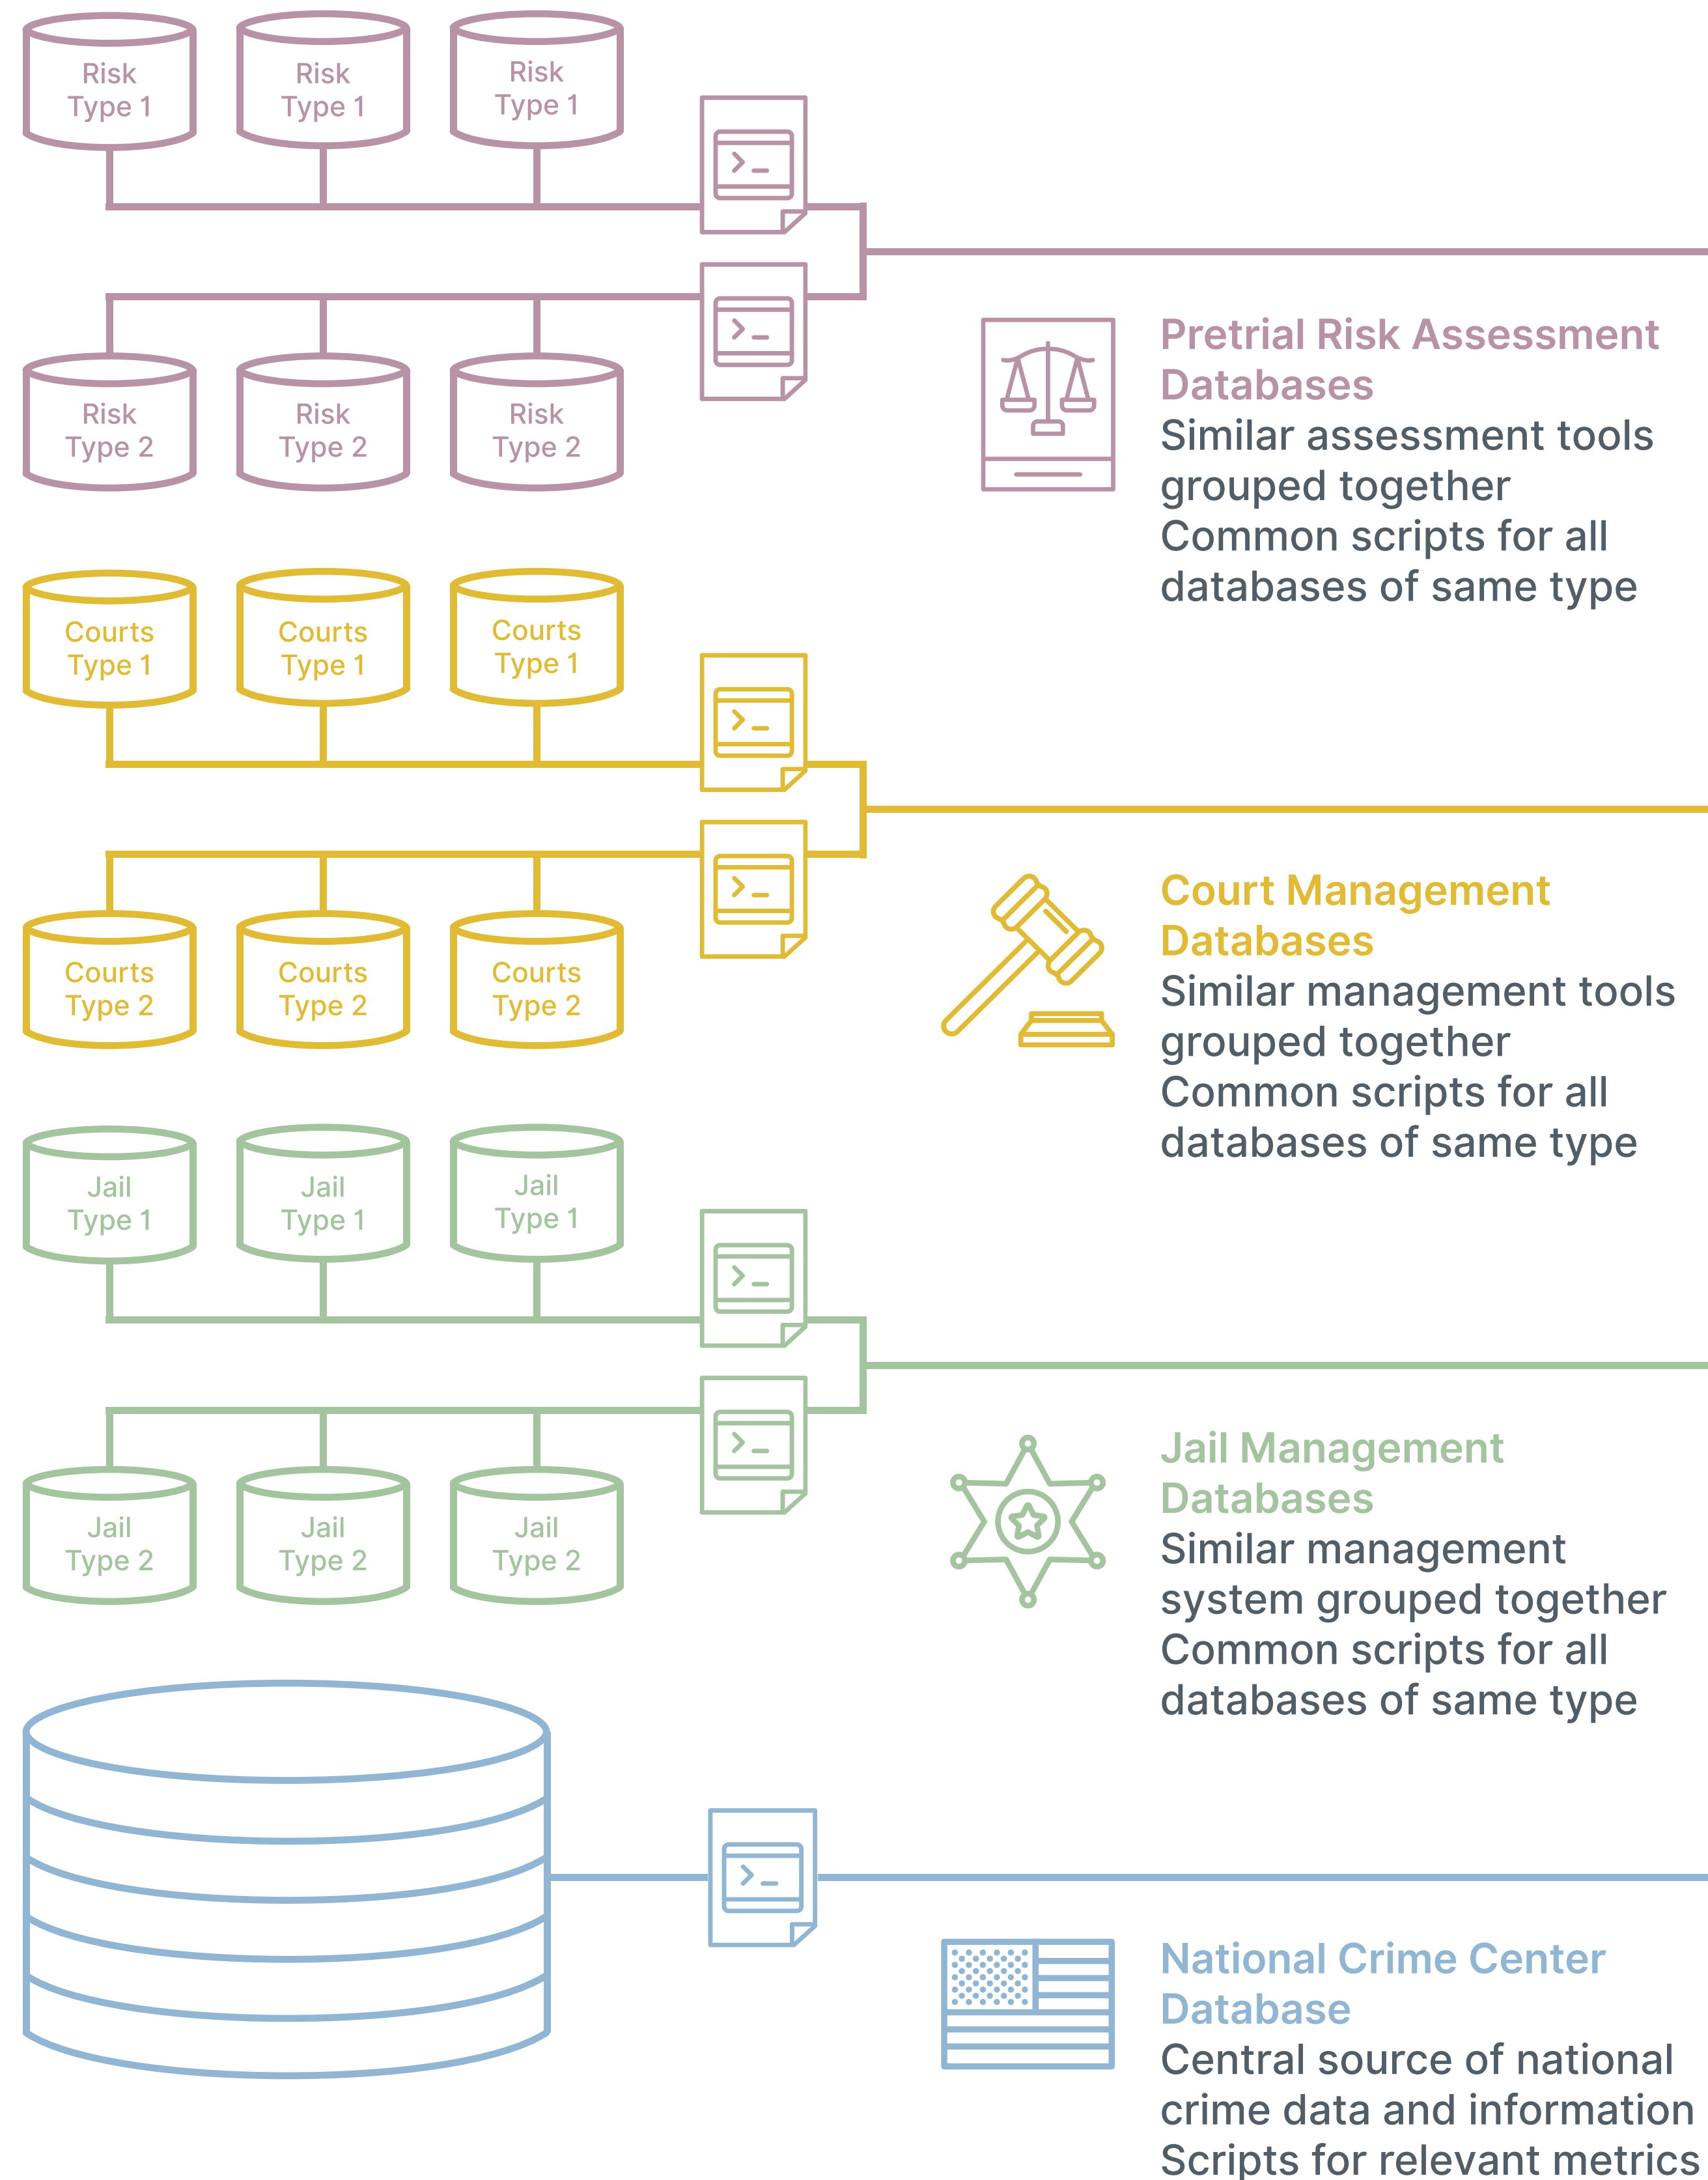 Risk
Type 1
Risk
Type 1
Risk
Type 1
Risk
Type 2
Risk
Type 2
Risk
Type 2
Pretrial Risk Assessment
Databases
Similar assessment tools
grouped together
Common scripts for all
databases of same type
Courts
Type 1
Courts
Type 1
Courts
Type 1
Courts
Type 2
Courts
Type 2
Courts
Type 2
Court Management
Databases
Similar management tools
grouped together
Common scripts for all
databases of same type
Jail
Type 1
Jail
Type 1
Jail
Type 1
Jail
Type 2
Jail
Type 2
Jail
Type 2
Jail Management
Databases
Similar management
system grouped together
Common scripts for all
databases of same type
National Crime Center
Database
Central source of national
crime data and information
Scripts for relevant metrics